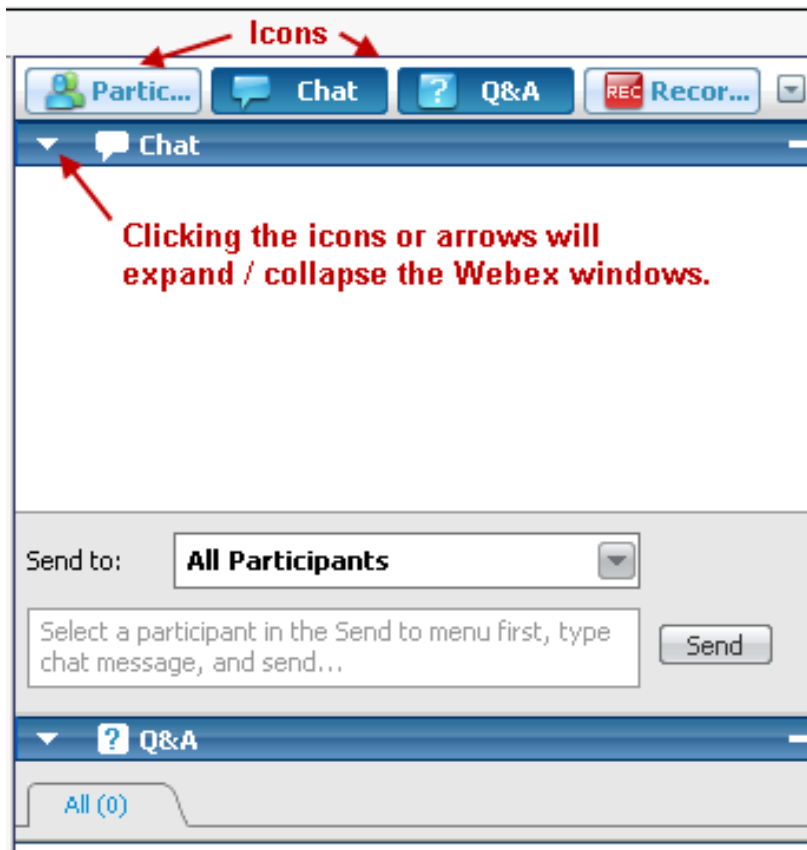 Icons
Partic... Chat Q&A REC Recor...
Chat
Clicking the icons or arrows will
expand / collapse the Webex windows.
Send to: All Participants
Select a participant in the Send to menu first, type
chat message, and send...
Send
? Q&A
All (0)